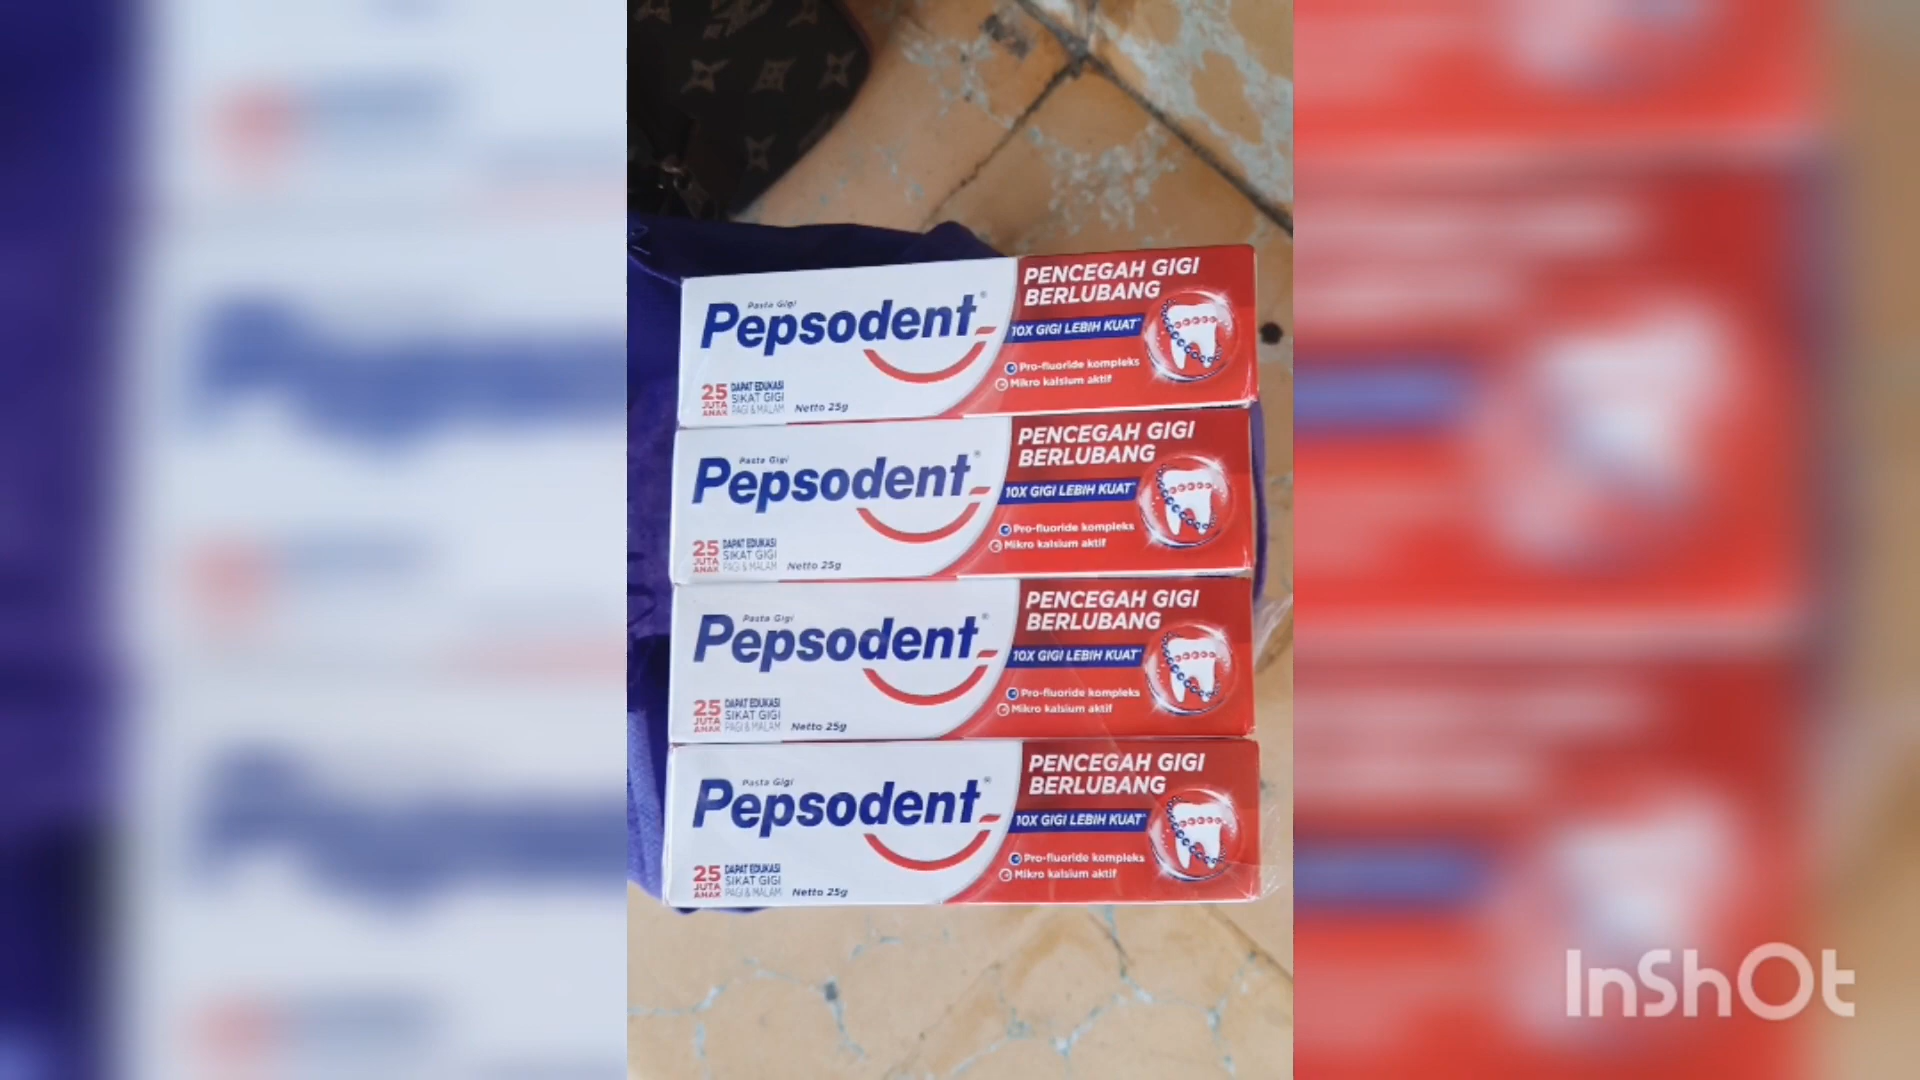 Pasta Gigi
Pepsodent
PENCEGAH GIGI
BERLUBANG
10X GIGI LEBIH KUAT*
Pro-fluoride kompleks
Mikro kalsium aktif
25 JUTA ANAK
DAPAT EDUKASI
SIKAT GIGI
PAGI & MALAM
Netto 25g
Pasta Gigi
Pepsodent
PENCEGAH GIGI
BERLUBANG
10X GIGI LEBIH KUAT*
Pro-fluoride kompleks
Mikro kalsium aktif
25 JUTA ANAK
DAPAT EDUKASI
SIKAT GIGI
PAGI & MALAM
Netto 25g
Pasta Gigi
Pepsodent
PENCEGAH GIGI
BERLUBANG
10X GIGI LEBIH KUAT*
Pro-fluoride kompleks
Mikro kalsium aktif
25 JUTA ANAK
DAPAT EDUKASI
SIKAT GIGI
PAGI & MALAM
Netto 25g
Pasta Gigi
Pepsodent
PENCEGAH GIGI
BERLUBANG
10X GIGI LEBIH KUAT*
Pro-fluoride kompleks
Mikro kalsium aktif
25 JUTA ANAK
DAPAT EDUKASI
SIKAT GIGI
PAGI & MALAM
Netto 25g
InShOt